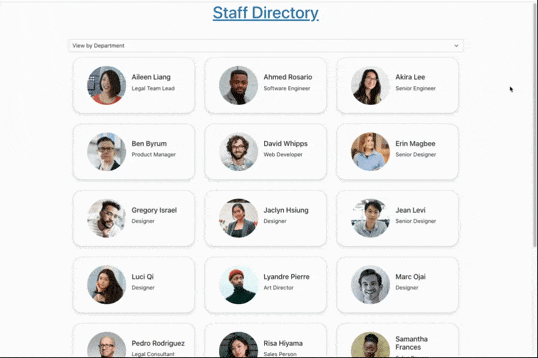 Staff Directory
View by Department
Aileen Liang
Legal Team Lead
Ahmed Rosario
Software Engineer
Akira Lee
Senior Engineer
Ben Byrum
Product Manager
David Whipps
Web Developer
Erin Magbee
Senior Designer
Gregory Israel
Designer
Jaclyn Hsiung
Designer
Jean Levi
Senior Designer
Luci Qi
Designer
Lyandre Pierre
Art Director
Marc Ojai
Designer
Pedro Rodriguez
Legal Consultant
Risa Hiyama
Sales Person
Samantha
Frances